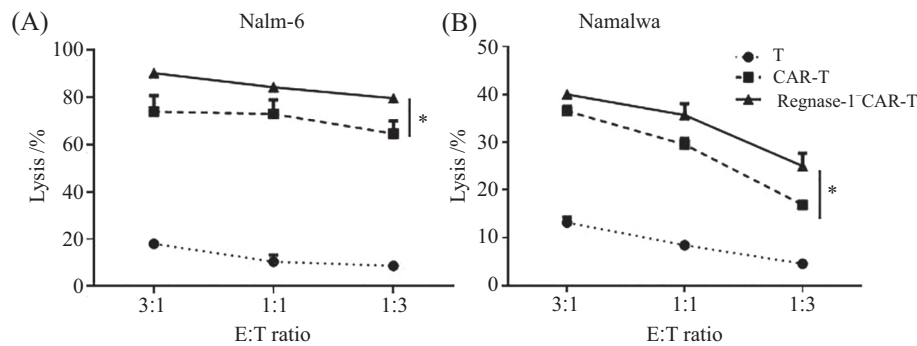 (A)
Nalm-6
Lysis /%
100
80
60
40
20
0
3:1
1:1
1:3
E:T ratio
*
(B)
Namalwa
Lysis /%
50
40
30
20
10
0
3:1
1:1
1:3
E:T ratio
*
T
CAR-T
Regnase-1⁻CAR-T